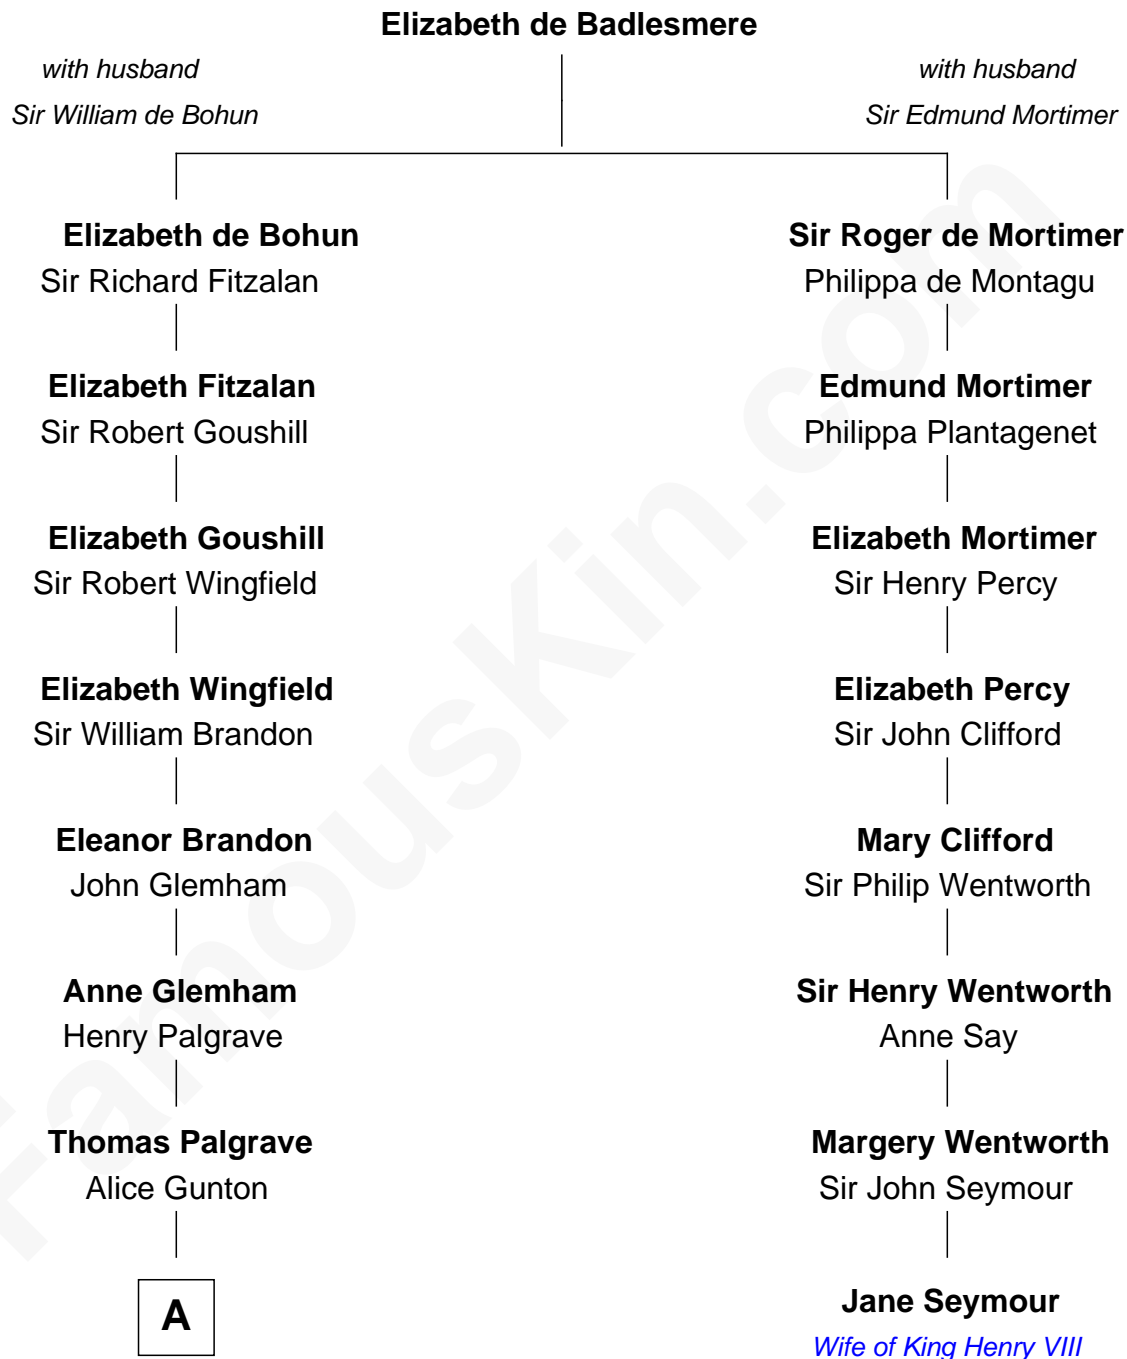 Elizabeth de Badlesmere
with husband
Sir William de Bohun
with husband
Sir Edmund Mortimer
Elizabeth de Bohun
Sir Richard Fitzalan
Sir Roger de Mortimer
Philippa de Montagu
Elizabeth Fitzalan
Sir Robert Goushill
Edmund Mortimer
Philippa Plantagenet
Elizabeth Goushill
Sir Robert Wingfield
Elizabeth Mortimer
Sir Henry Percy
Elizabeth Wingfield
Sir William Brandon
Elizabeth Percy
Sir John Clifford
Eleanor Brandon
John Glemham
Mary Clifford
Sir Philip Wentworth
Anne Glemham
Henry Palgrave
Sir Henry Wentworth
Anne Say
Thomas Palgrave
Alice Gunton
Margery Wentworth
Sir John Seymour
A
Jane Seymour
Wife of King Henry VIII
FamousKin.com